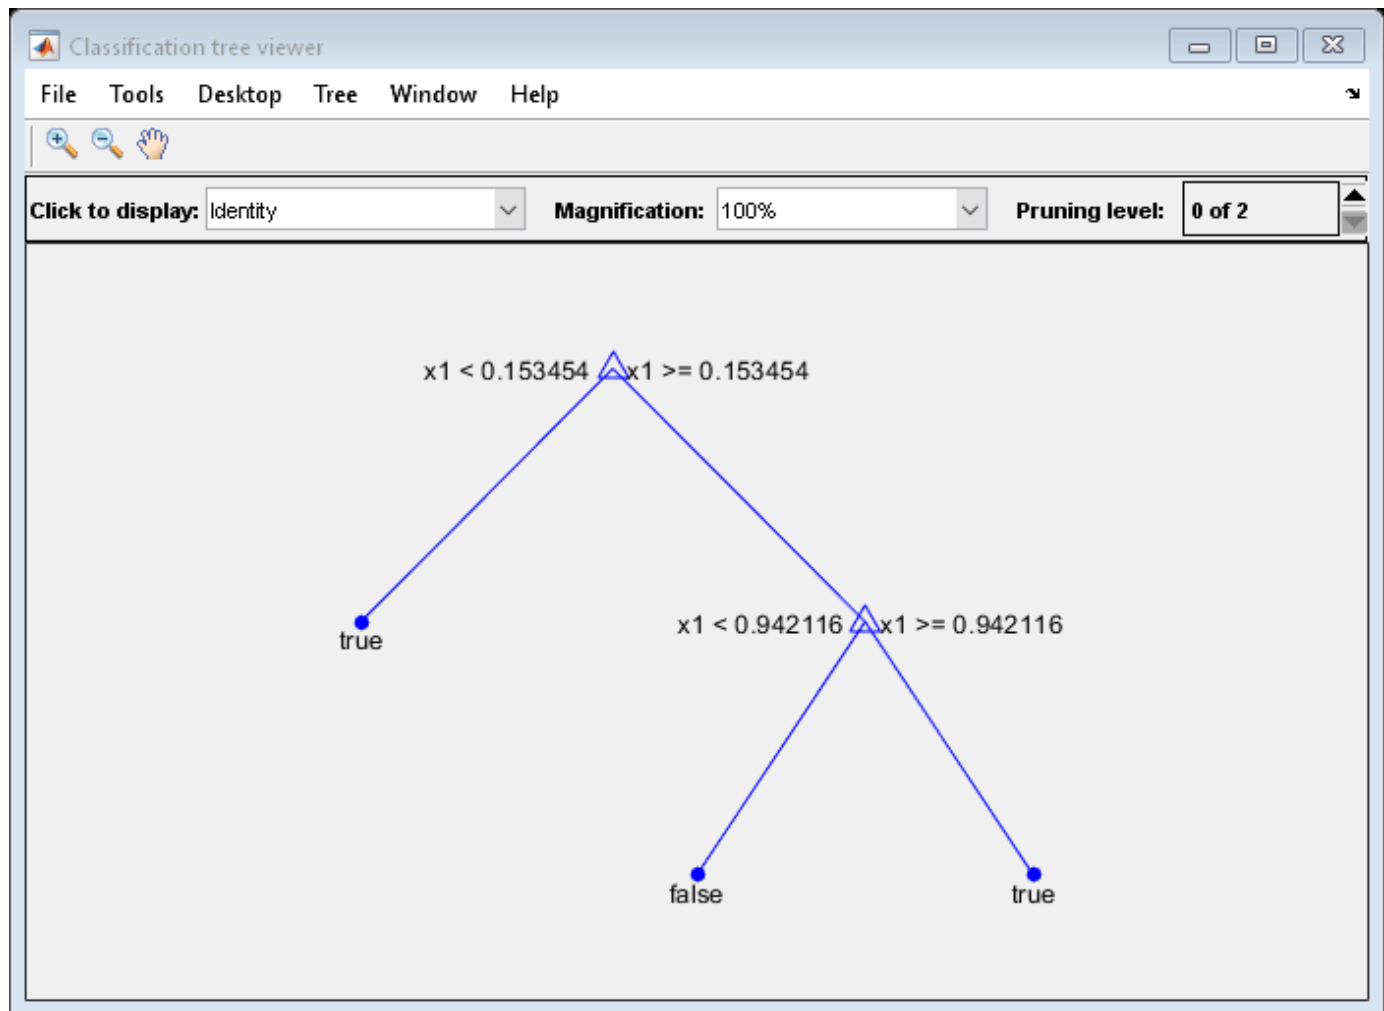 Classification tree viewer
File Tools Desktop Tree Window Help
Click to display: Identity Magnification: 100% Pruning level: 0 of 2
x1 < 0.153454 x1 >= 0.153454
true
x1 < 0.942116 x1 >= 0.942116
false
true